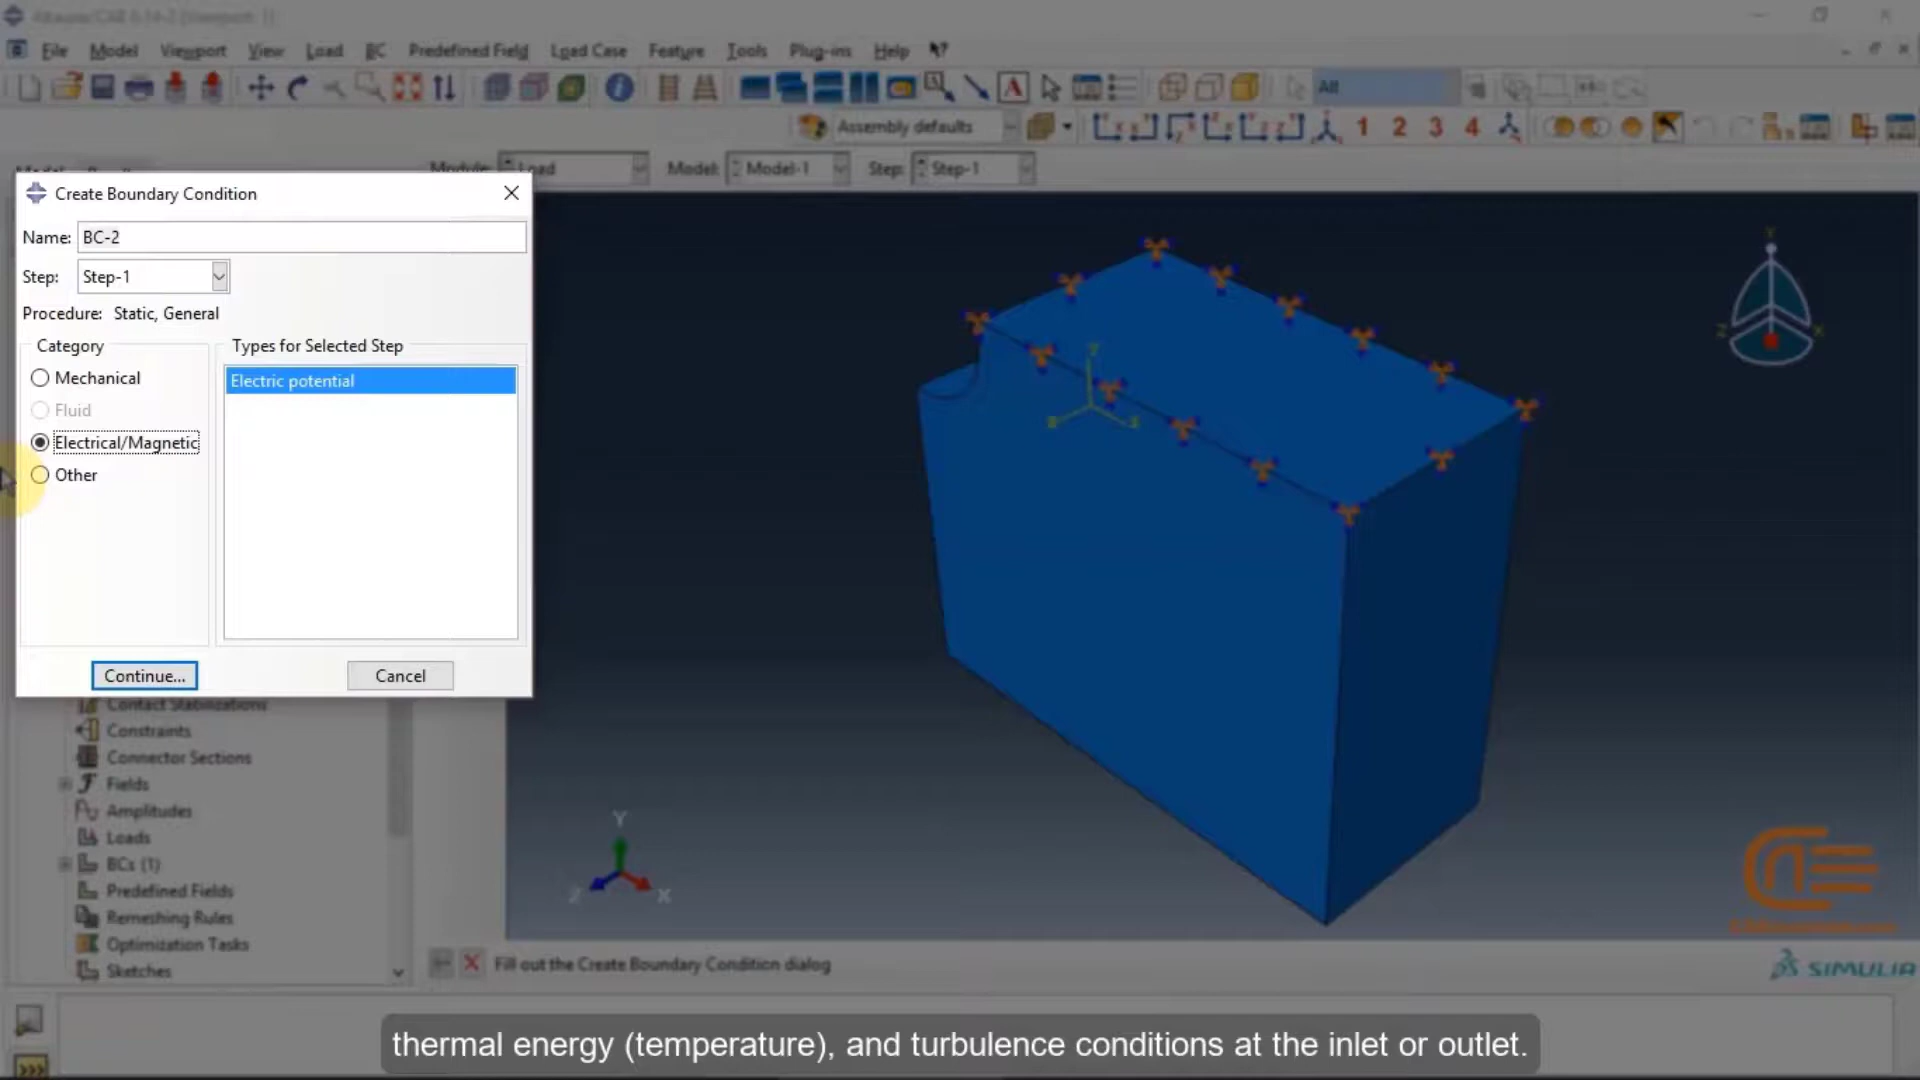 File Model Viewport View Load BC Predefined Field Load Case Feature Tools Plug-ins Help
All
Assembly defaults
1 2 3 4
Module: Load Model: Model-1 Step: Step-1
Create Boundary Condition
Name: BC-2
Step: Step-1
Procedure: Static, General
Category
Types for Selected Step
Mechanical
Electric potential
Fluid
Electrical/Magnetic
Other
Continue...
Cancel
Contact Stabilizations
Constraints
Connector Sections
Fields
Amplitudes
Loads
BCs (1)
Predefined Fields
Remeshing Rules
Optimization Tasks
Sketches
Y
Z
X
Fill out the Create Boundary Condition dialog
SIMULIA
thermal energy (temperature), and turbulence conditions at the inlet or outlet.